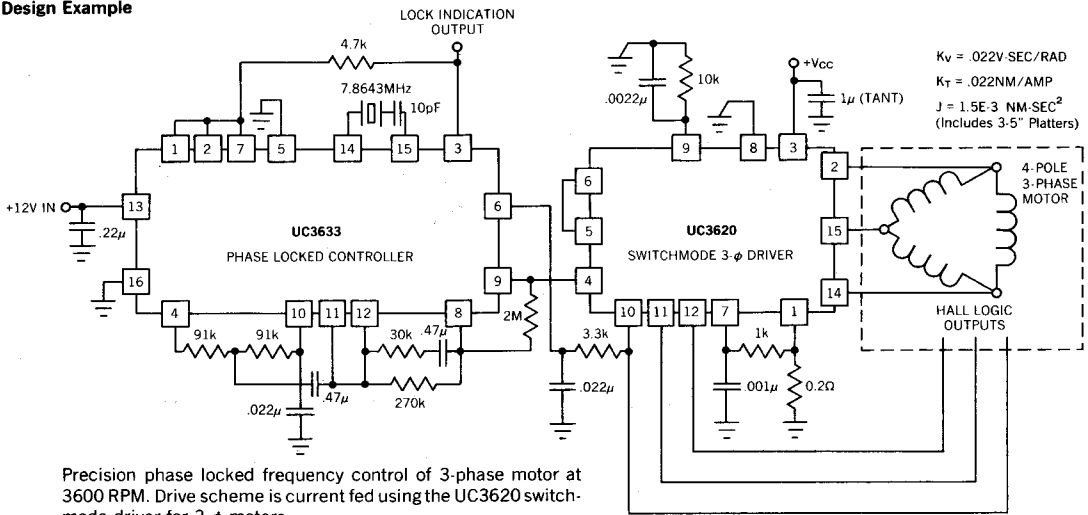 Design Example
LOCK INDICATION
OUTPUT
4.7k
7.8643MHz
10pF
1 2 7 5 14 15 3
+12V IN
13
.22µ
16
UC3633
PHASE LOCKED CONTROLLER
6
9
4 10 11 12 8
91k 91k
30k
.47µ
2M
.47µ
270k
.022µ
3.3k
.022µ
10k
.0022µ
+VCC
1µ (TANT)
9 8 3
6
5
4
UC3620
SWITCHMODE 3-ϕ DRIVER
2
15
14
10 11 12 7 1
1k
.001µ
0.2Ω
KV = .022V-SEC/RAD
KT = .022NM/AMP
J = 1.5E-3 NM-SEC²
(Includes 3-5" Platters)
4-POLE
3-PHASE
MOTOR
HALL LOGIC
OUTPUTS
Precision phase locked frequency control of 3-phase motor at
3600 RPM. Drive scheme is current fed using the UC3620 switch-
mode driver for 3-ϕ motors